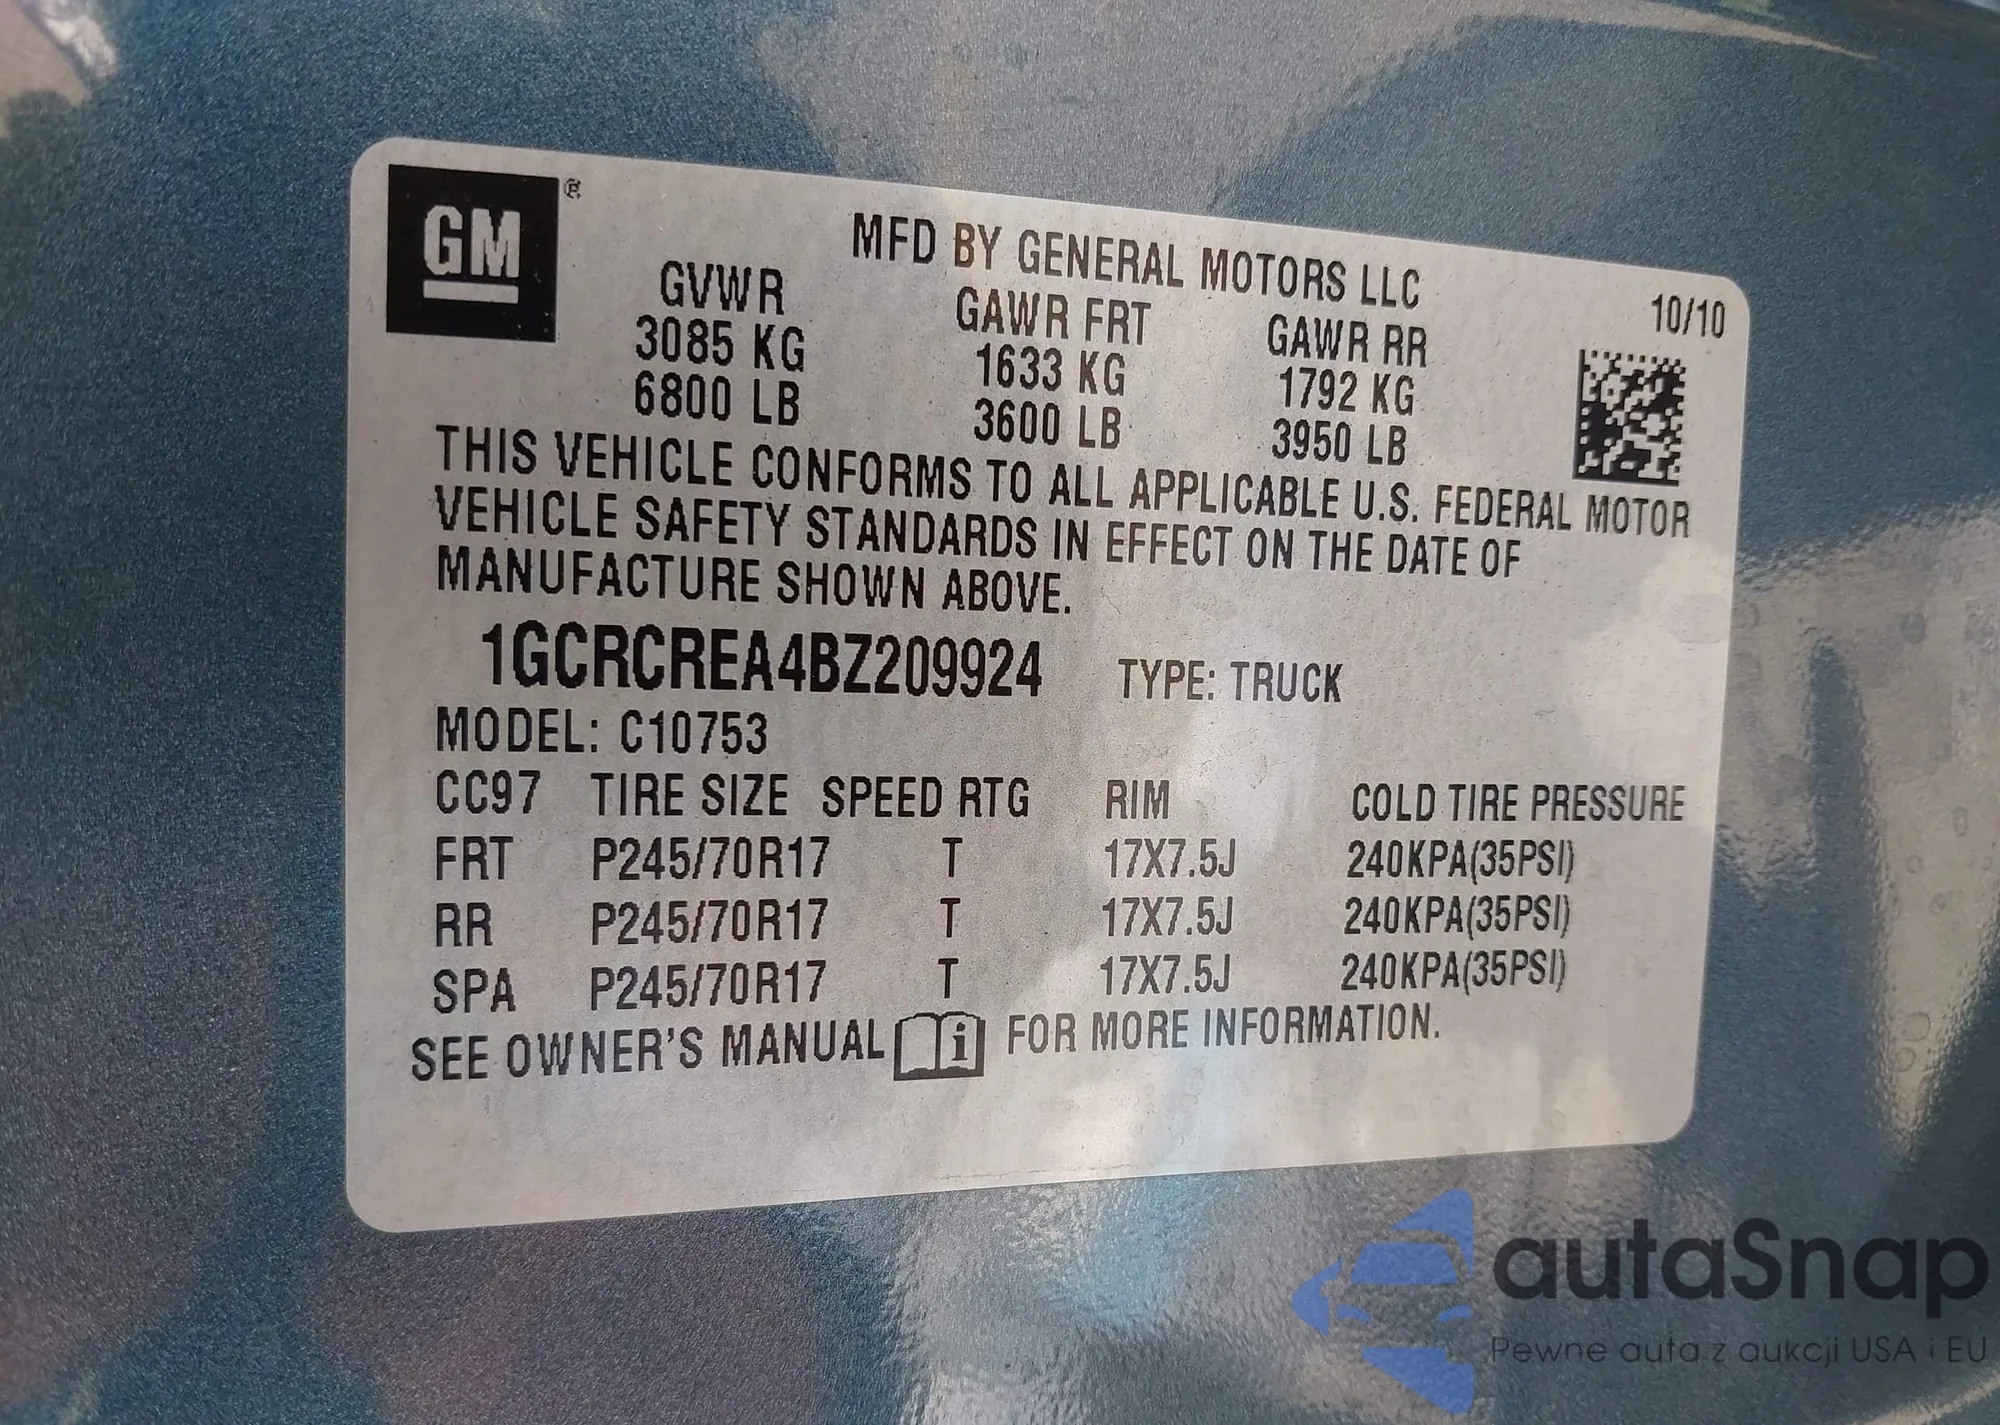 GM ®
MFD BY GENERAL MOTORS LLC
10/10
GVWR GAWR FRT GAWR RR
3085 KG 1633 KG 1792 KG
6800 LB 3600 LB 3950 LB
THIS VEHICLE CONFORMS TO ALL APPLICABLE U.S. FEDERAL MOTOR
VEHICLE SAFETY STANDARDS IN EFFECT ON THE DATE OF
MANUFACTURE SHOWN ABOVE.
1GCRCREA4BZ209924 TYPE: TRUCK
MODEL: C10753
CC97 TIRE SIZE SPEED RTG RIM COLD TIRE PRESSURE
FRT P245/70R17 T 17X7.5J 240KPA(35PSI)
RR P245/70R17 T 17X7.5J 240KPA(35PSI)
SPA P245/70R17 T 17X7.5J 240KPA(35PSI)
SEE OWNER'S MANUAL i FOR MORE INFORMATION.
autaSnap
Pewne auta z aukcji USA i EU